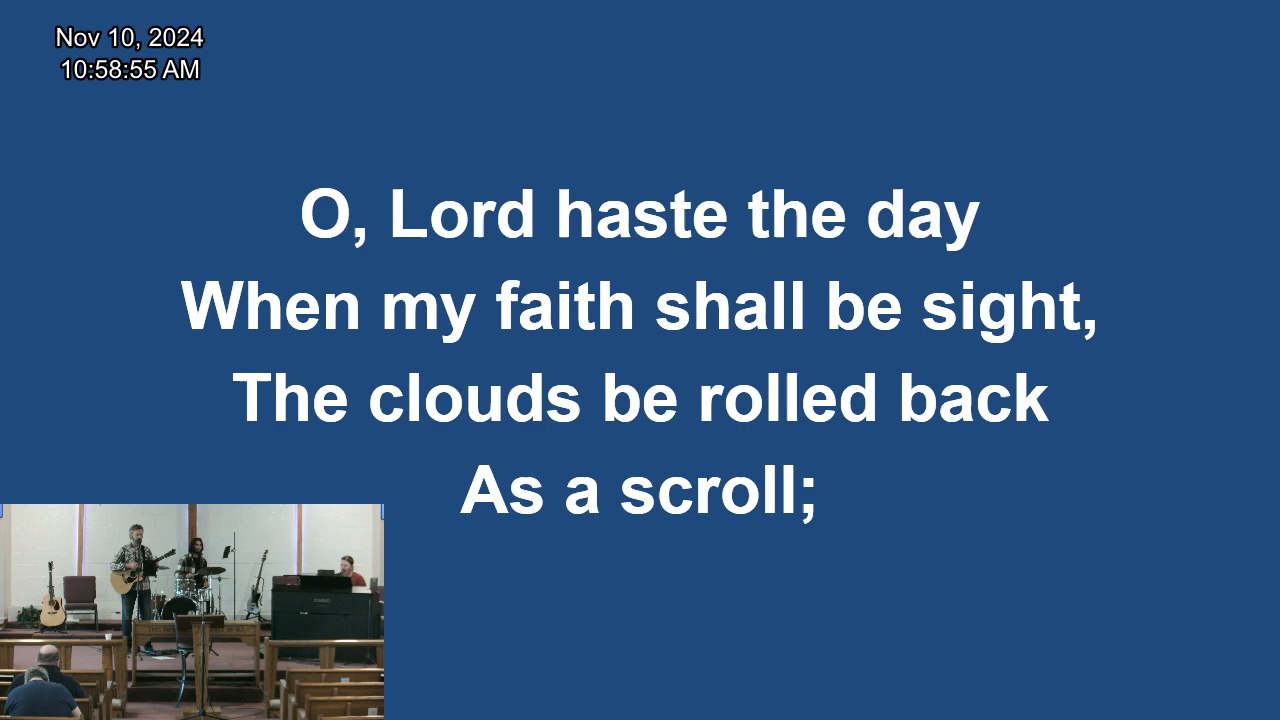 Nov 10, 2024
10:58:55 AM
O, Lord haste the day
When my faith shall be sight,
The clouds be rolled back
As a scroll;